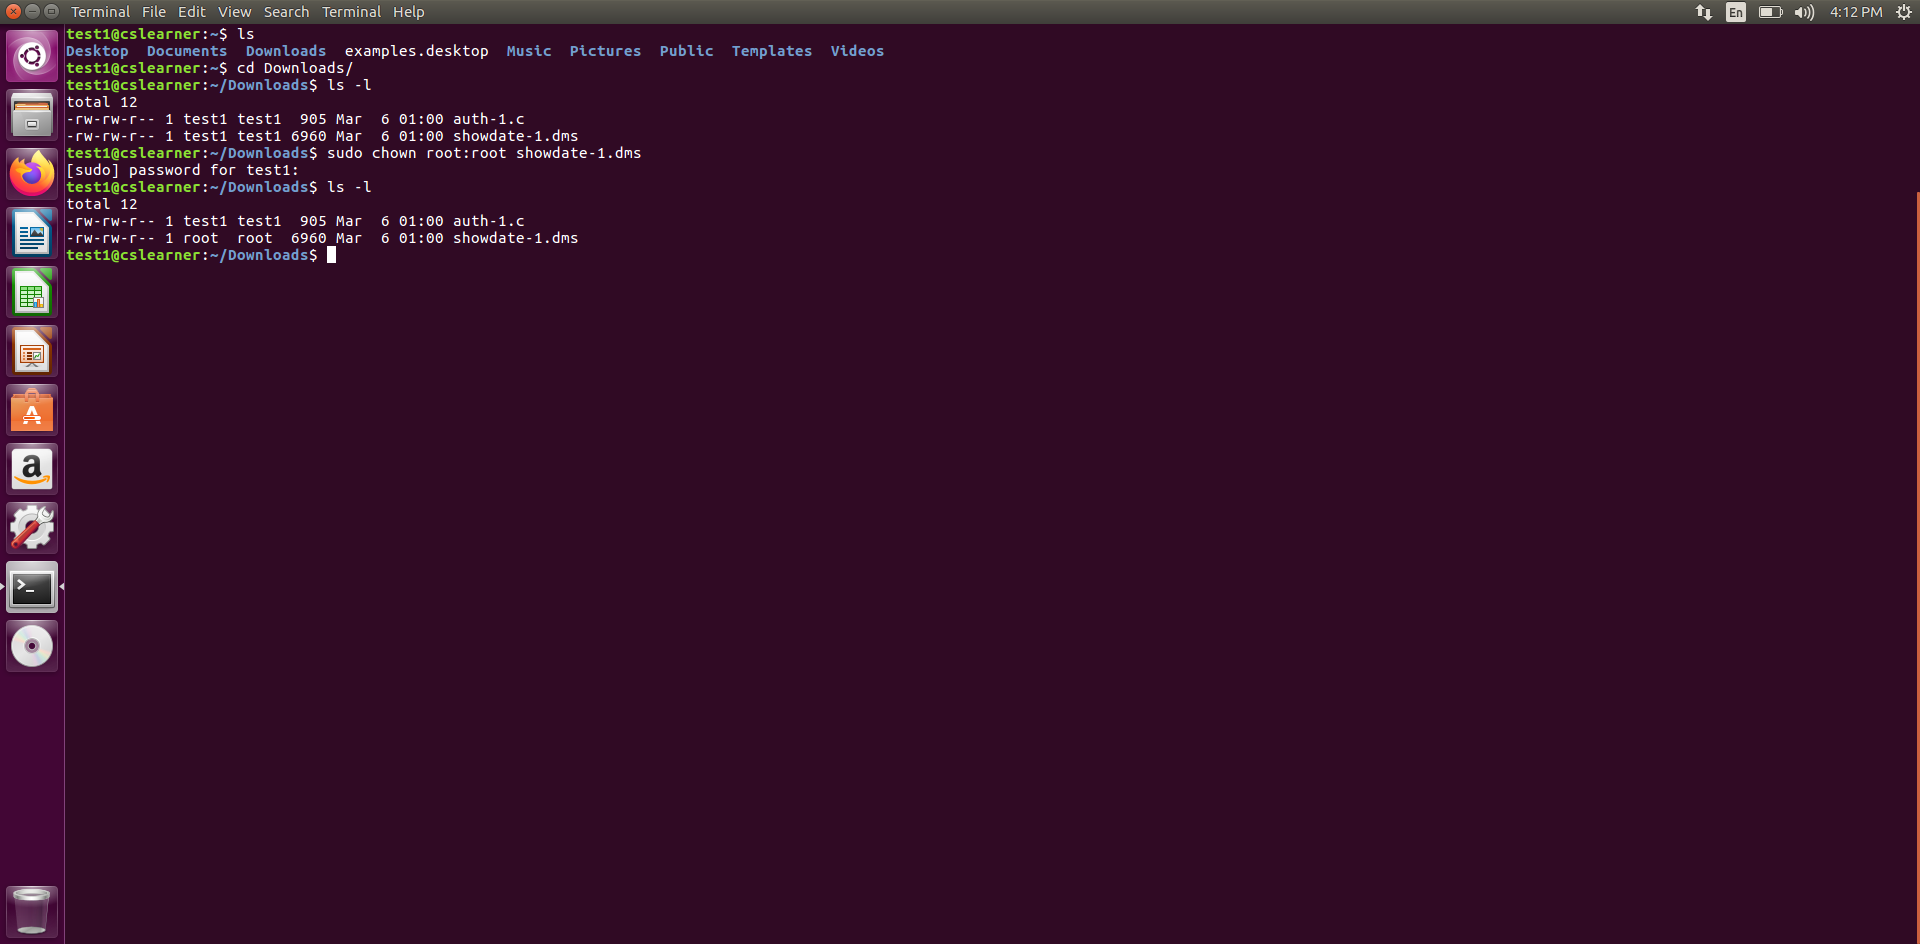 Terminal File Edit View Search Terminal Help En 4:12 PM
test1@cslearner:~$ ls
Desktop  Documents  Downloads  examples.desktop  Music  Pictures  Public  Templates  Videos
test1@cslearner:~$ cd Downloads/
test1@cslearner:~/Downloads$ ls -l
total 12
-rw-rw-r-- 1 test1 test1  905 Mar  6 01:00 auth-1.c
-rw-rw-r-- 1 test1 test1 6960 Mar  6 01:00 showdate-1.dms
test1@cslearner:~/Downloads$ sudo chown root:root showdate-1.dms
[sudo] password for test1:
test1@cslearner:~/Downloads$ ls -l
total 12
-rw-rw-r-- 1 test1 test1  905 Mar  6 01:00 auth-1.c
-rw-rw-r-- 1 root  root  6960 Mar  6 01:00 showdate-1.dms
test1@cslearner:~/Downloads$